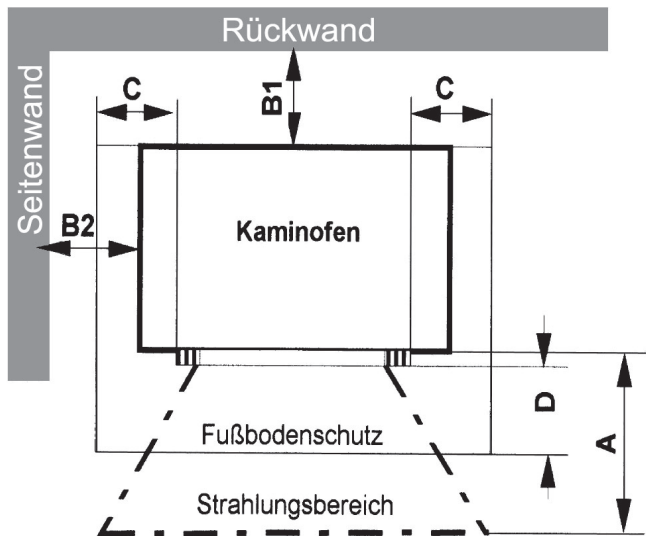 Rückwand
Seitenwand
C
B1
C
B2
Kaminofen
D
A
Fußbodenschutz
Strahlungsbereich